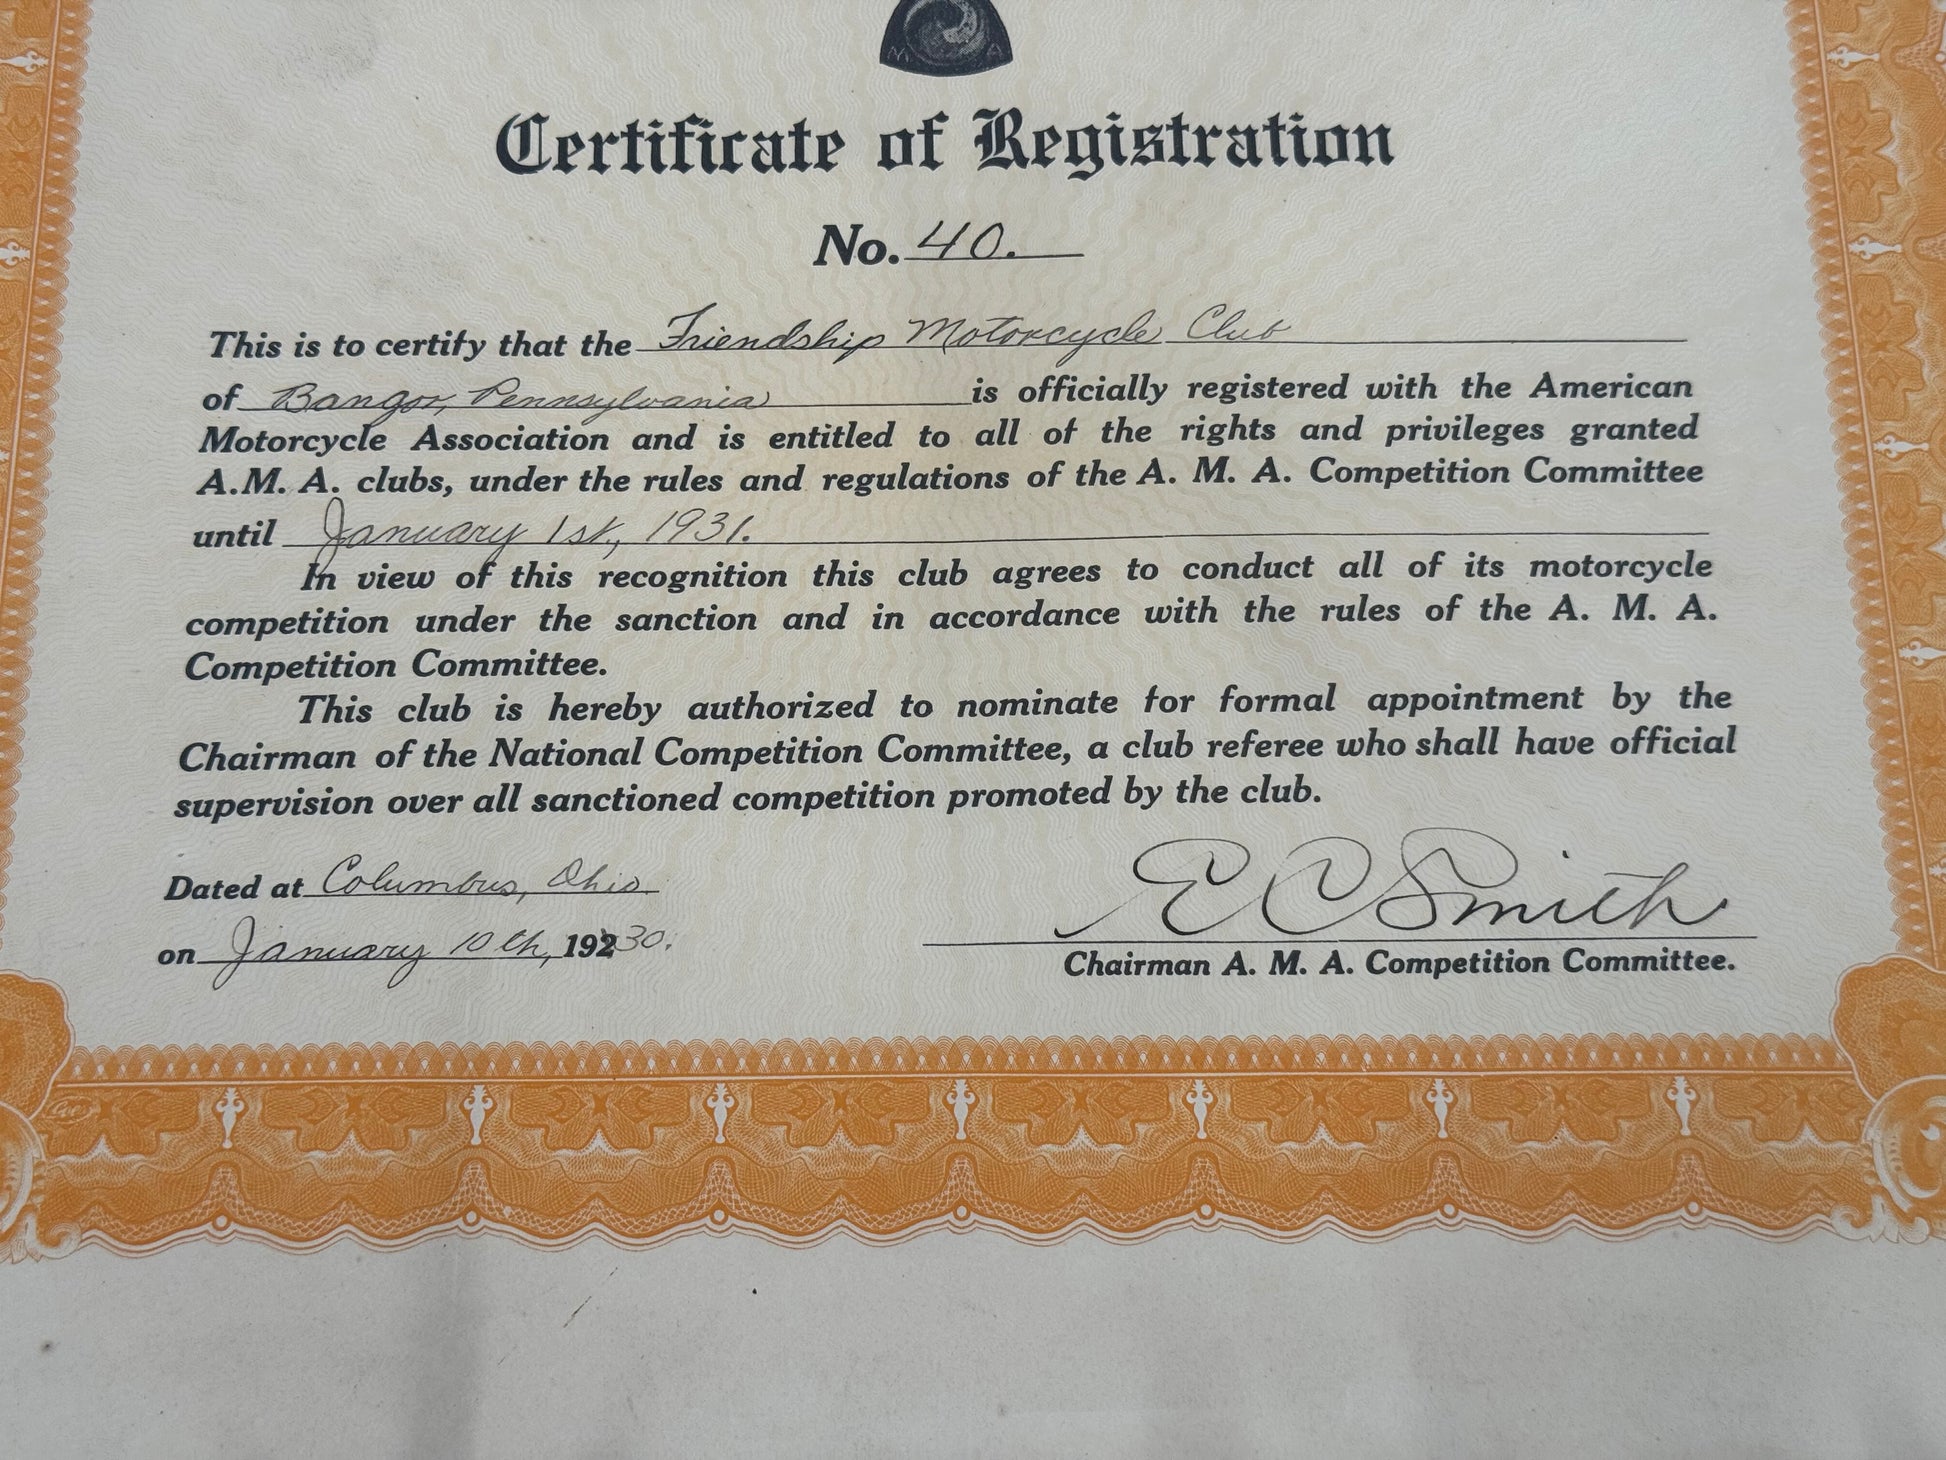 M A
Certificate of Registration
No. 40.
This is to certify that the Friendship Motorcycle Club
of Bangor, Pennsylvania is officially registered with the American
Motorcycle Association and is entitled to all of the rights and privileges granted
A.M. A. clubs, under the rules and regulations of the A. M. A. Competition Committee
until January 1st, 1931.
In view of this recognition this club agrees to conduct all of its motorcycle
competition under the sanction and in accordance with the rules of the A. M. A.
Competition Committee.
This club is hereby authorized to nominate for formal appointment by the
Chairman of the National Competition Committee, a club referee who shall have official
supervision over all sanctioned competition promoted by the club.
Dated at Columbus, Ohio.
on January 10th, 19230.
E C Smith
Chairman A. M. A. Competition Committee.